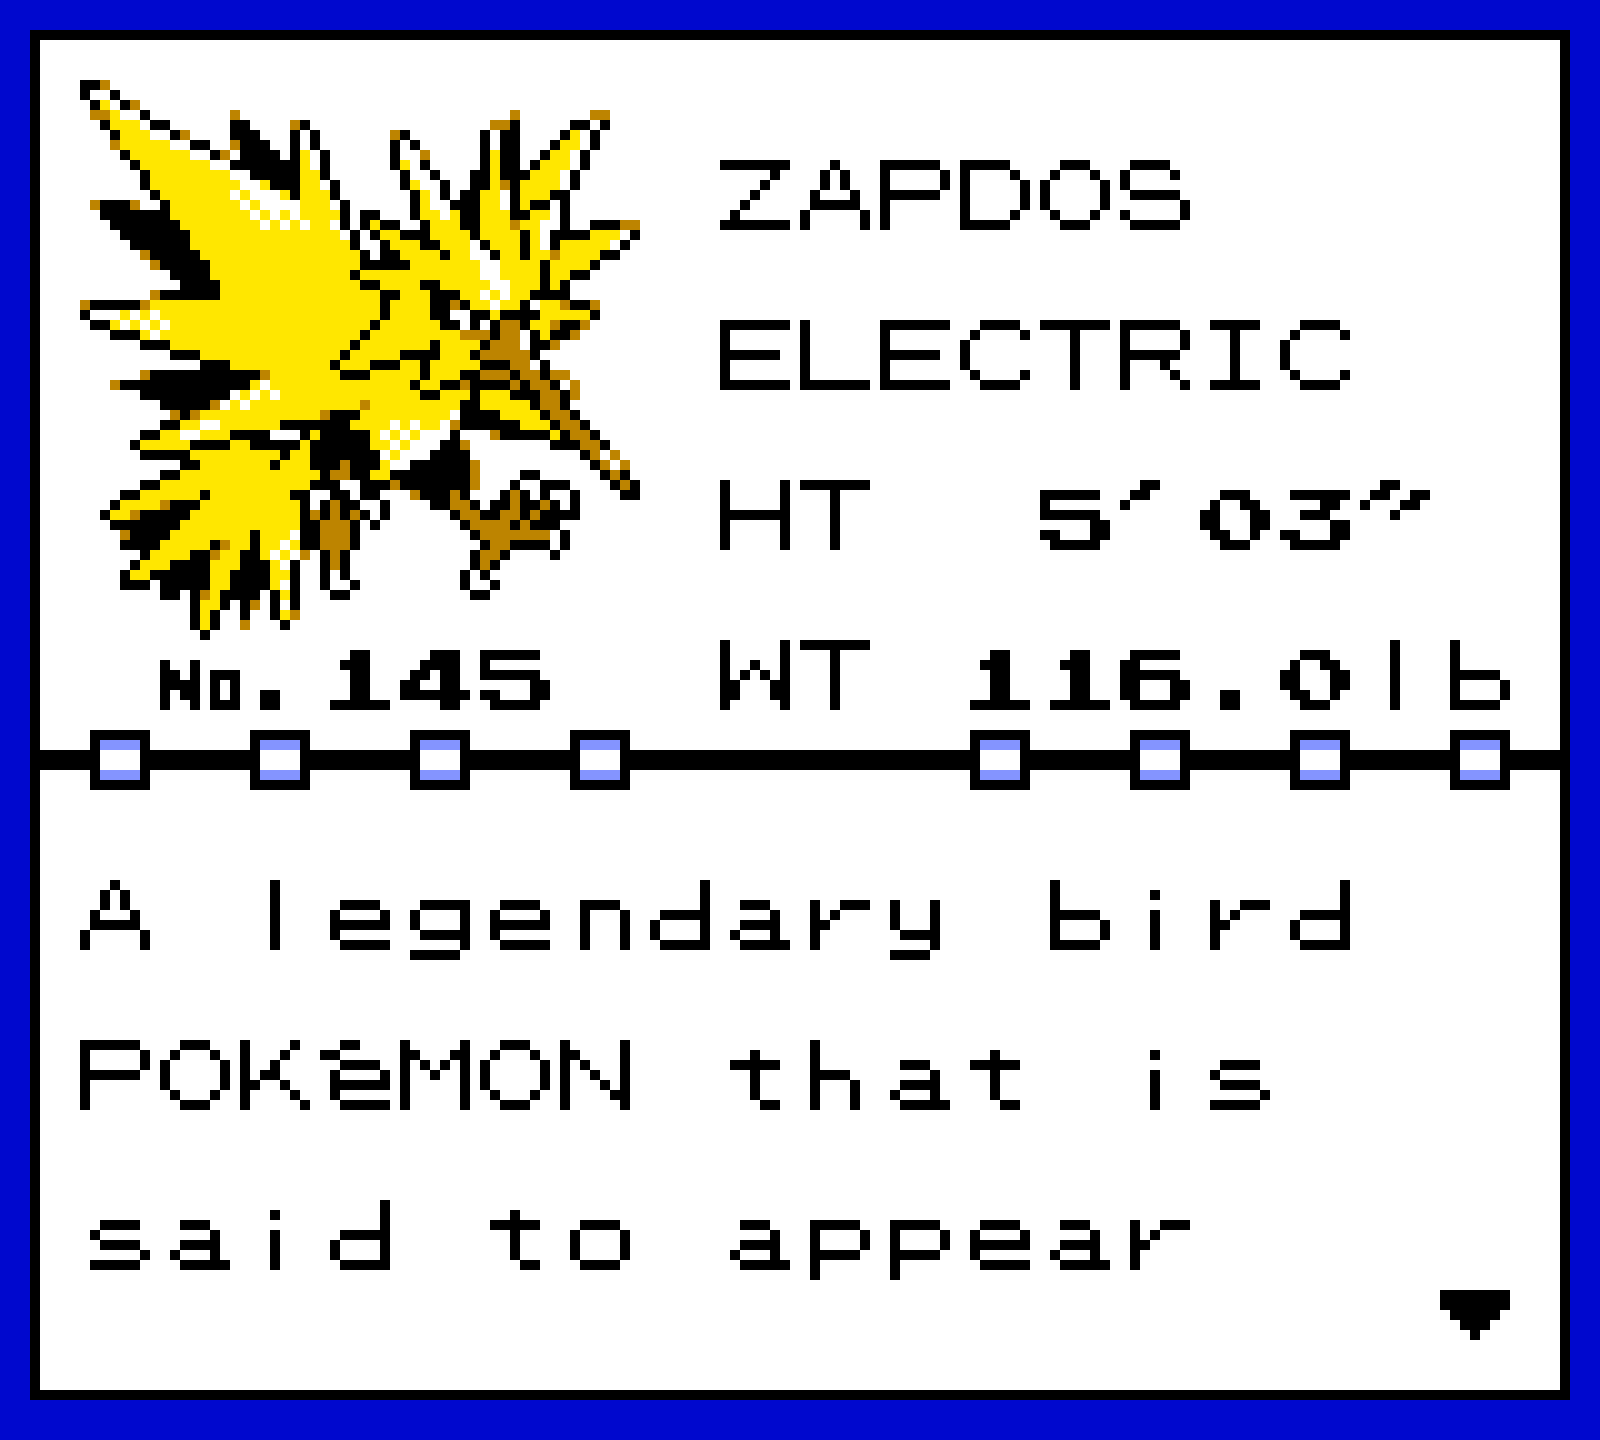 ZAPDOS
ELECTRIC
HT 5′03″
No.145 WT 116.0lb
A legendary bird
POKéMON that is
said to appear